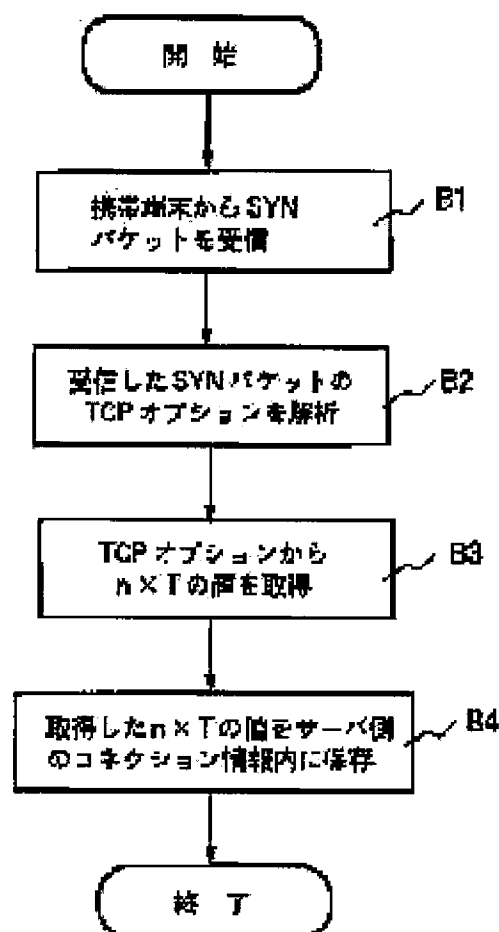 開 始
携帯端末からSYN
パケットを受信
B1
受信したSYNパケットの
TCPオプションを解析
B2
TCPオプションから
n×Tの値を取得
B3
取得したn×Tの値をサーバ側
のコネクション情報内に保存
B4
終 了